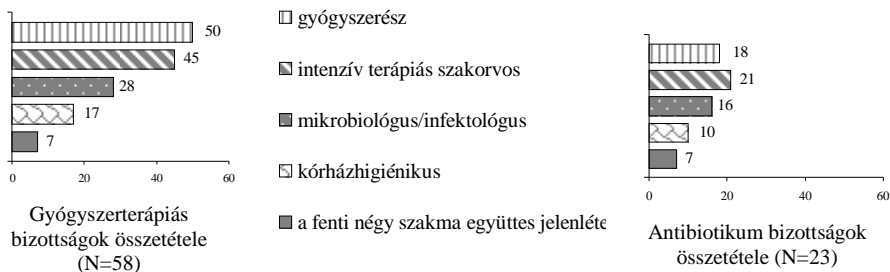 50
45
28
17
7
0 20 40 60
Gyógyszerterápiás
bizottságok összetétele
(N=58)
gyógyszerész
intenzív terápiás szakorvos
mikrobiológus/infektológus
kórházhigiénikus
a fenti négy szakma együttes jelenléte
18
21
16
10
7
0 20 40 60
Antibiotikum bizottságok
összetétele (N=23)